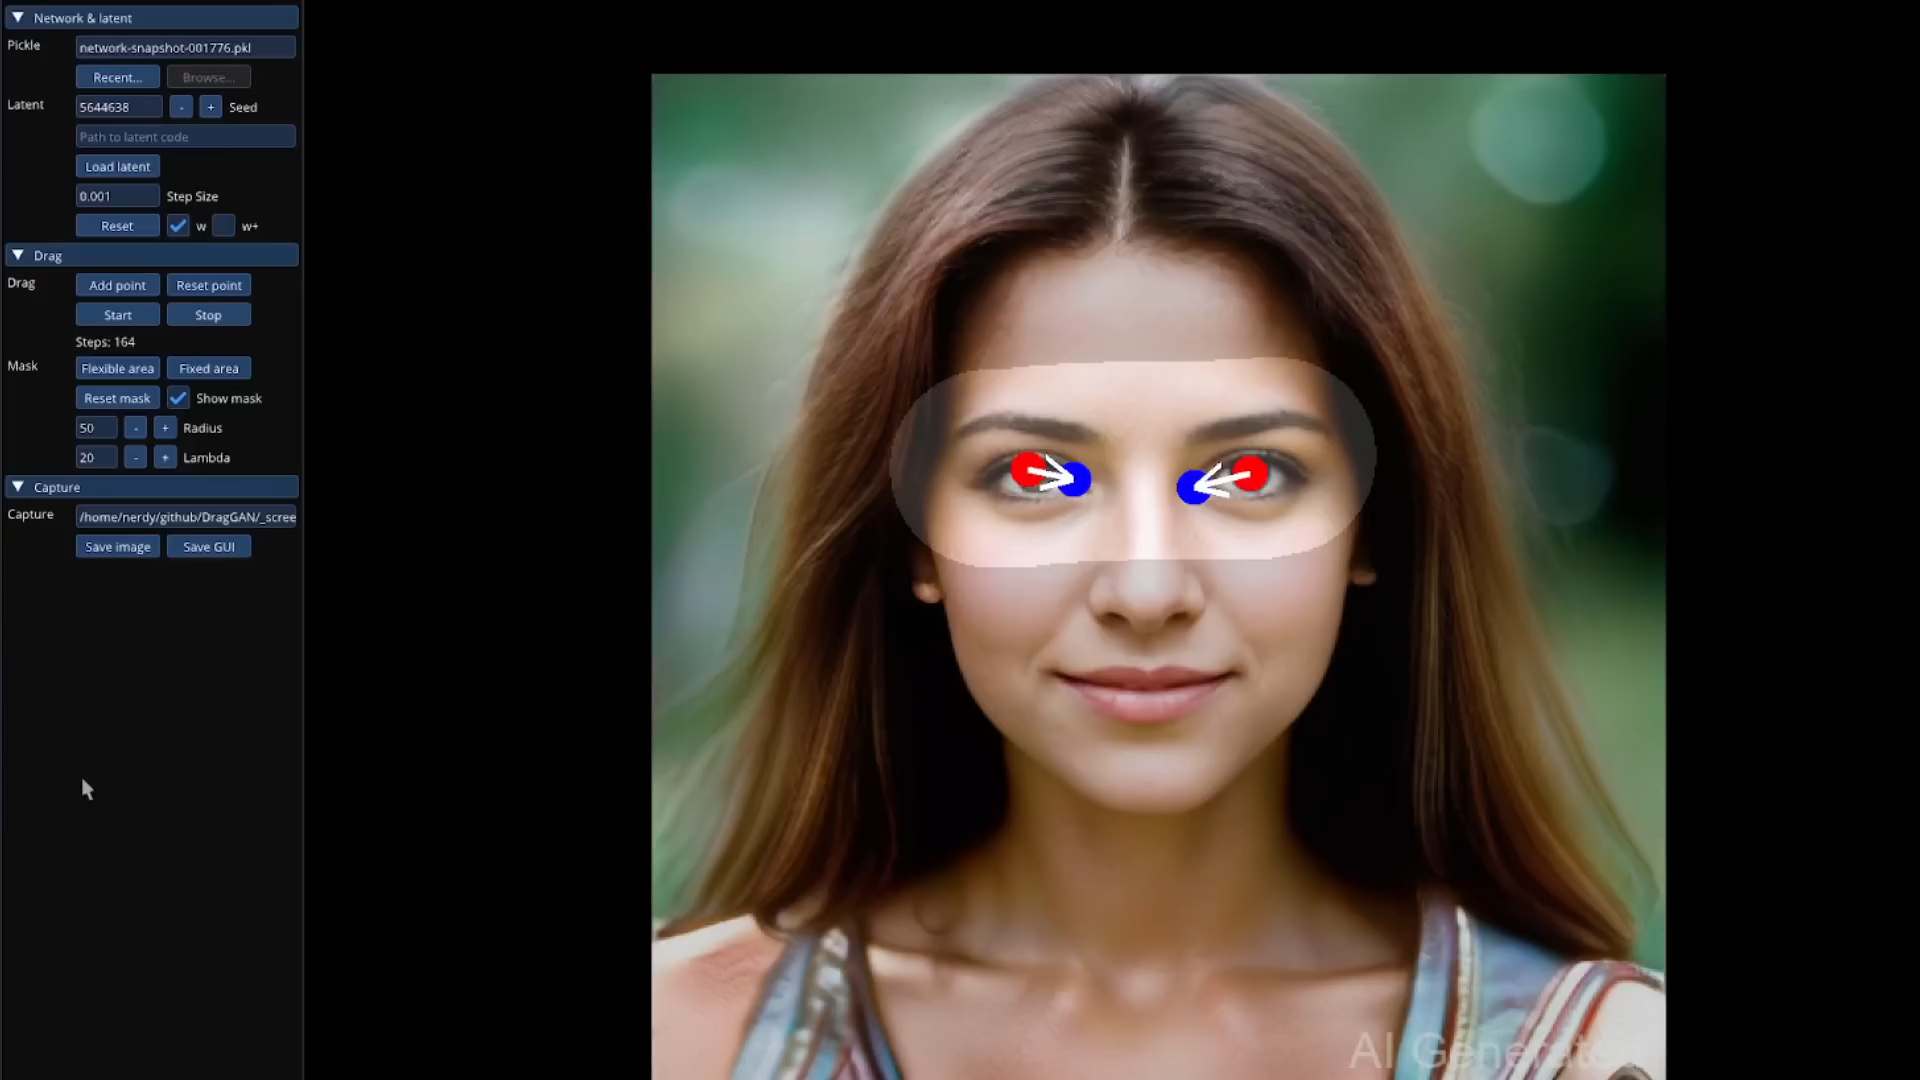 Network & latent
Pickle network-snapshot-001776.pkl
Recent... Browse...
Latent 5644638 - + Seed
Path to latent code
Load latent
0.001 Step Size
Reset w w+
Drag
Drag Add point Reset point
Start Stop
Steps: 164
Mask Flexible area Fixed area
Reset mask Show mask
50 - + Radius
20 - + Lambda
Capture
Capture /home/nerdy/github/DragGAN/_scree
Save image Save GUI
AI Generated